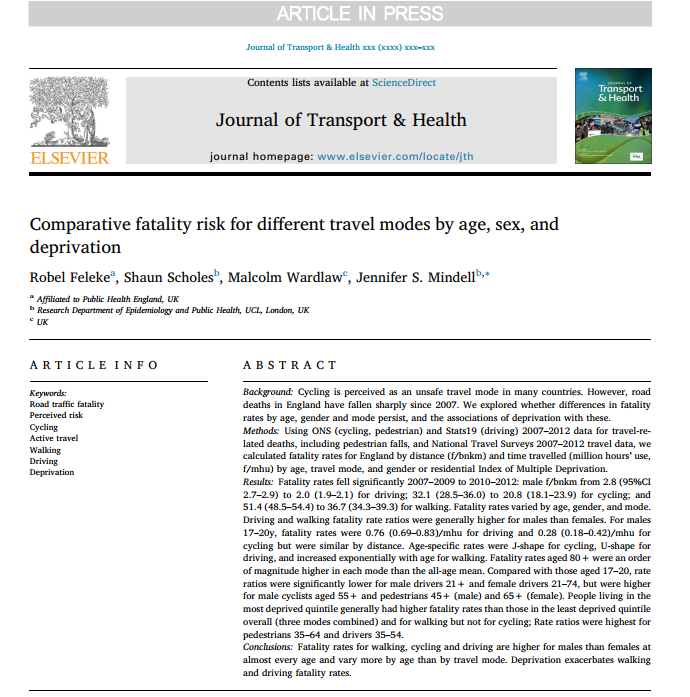 ARTICLE IN PRESS
Journal of Transport & Health xxx (xxxx) xxx–xxx
Contents lists available at ScienceDirect
Journal of Transport & Health
journal homepage: www.elsevier.com/locate/jth
ELSEVIER
JOURNAL OF
Transport
& Health
Comparative fatality risk for different travel modes by age, sex, and
deprivation
Robel Felekeᵃ, Shaun Scholesᵇ, Malcolm Wardlawᶜ, Jennifer S. Mindellᵇ,*
ᵃ Affiliated to Public Health England, UK
ᵇ Research Department of Epidemiology and Public Health, UCL, London, UK
ᶜ UK
ARTICLE INFO
Keywords:
Road traffic fatality
Perceived risk
Cycling
Active travel
Walking
Driving
Deprivation
ABSTRACT
Background: Cycling is perceived as an unsafe travel mode in many countries. However, road
deaths in England have fallen sharply since 2007. We explored whether differences in fatality
rates by age, gender and mode persist, and the associations of deprivation with these.
Methods: Using ONS (cycling, pedestrian) and Stats19 (driving) 2007–2012 data for travel-re-
lated deaths, including pedestrian falls, and National Travel Surveys 2007–2012 travel data, we
calculated fatality rates for England by distance (f/bnkm) and time travelled (million hours' use,
f/mhu) by age, travel mode, and gender or residential Index of Multiple Deprivation.
Results: Fatality rates fell significantly 2007–2009 to 2010–2012; male f/bnkm from 2.8 (95%CI
2.7–2.9) to 2.0 (1.9–2.1) for driving; 32.1 (28.5–36.0) to 20.8 (18.1–23.9) for cycling; and
51.4 (48.5–54.4) to 36.7 (34.3–39.3) for walking. Fatality rates varied by age, gender, and mode.
Driving and walking fatality rate ratios were generally higher for males than females. For males
17–20y, fatality rates were 0.76 (0.69–0.83)/mhu for driving and 0.28 (0.18–0.42)/mhu for
cycling but were similar by distance. Age-specific rates were J-shape for cycling, U-shape for
driving, and increased exponentially with age for walking. Fatality rates aged 80+ were an order
of magnitude higher in each mode than the all-age mean. Compared with those aged 17–20, rate
ratios were significantly lower for male drivers 21+ and female drivers 21–74, but were higher
for male cyclists aged 55+ and pedestrians 45+ (male) and 65+ (female). People living in the
most deprived quintile generally had higher fatality rates than those in the least deprived quintile
overall (three modes combined) and for walking but not for cycling; Rate ratios were highest for
pedestrians 35–64 and drivers 35–54.
Conclusions: Fatality rates for walking, cycling and driving are higher for males than females at
almost every age and vary more by age than by travel mode. Deprivation exacerbates walking
and driving fatality rates.